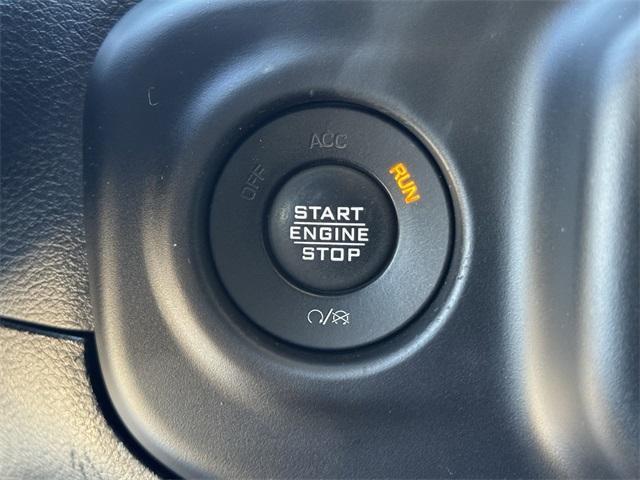 ACC
OFF
RUN
START
ENGINE
STOP